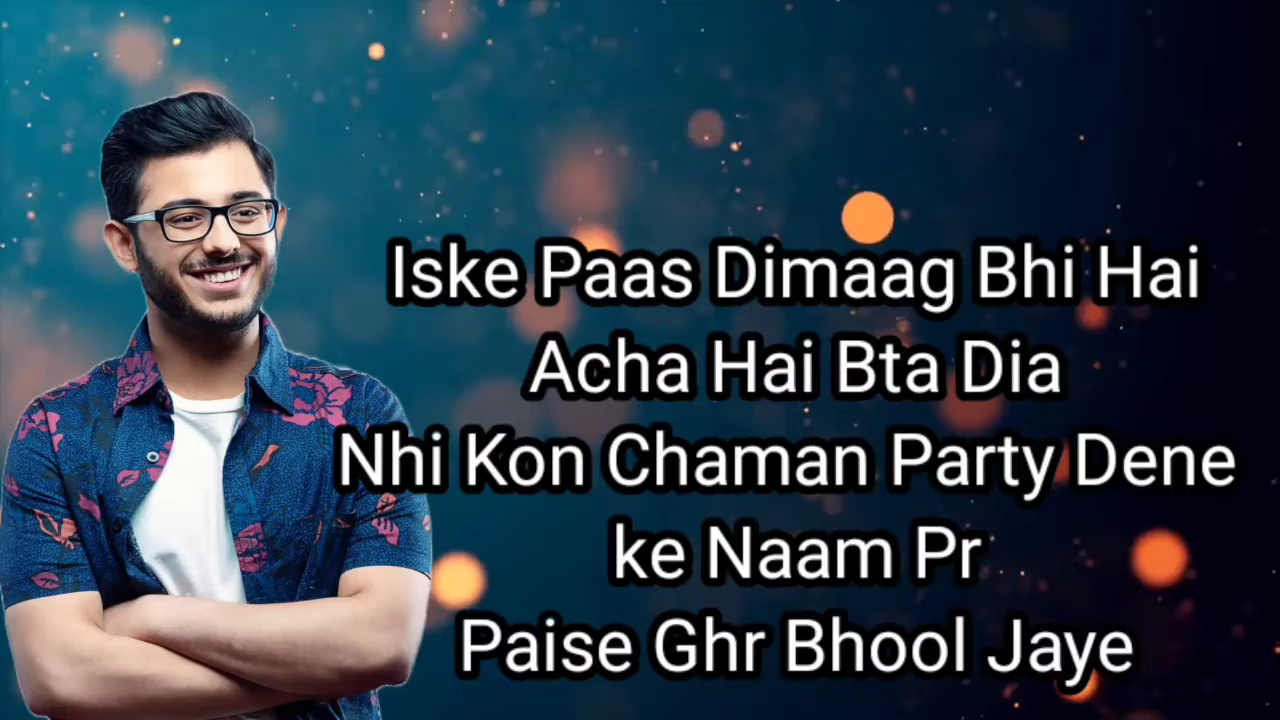 Iske Paas Dimaag Bhi Hai
Acha Hai Bta Dia
Nhi Kon Chaman Party Dene
ke Naam Pr
Paise Ghr Bhool Jaye